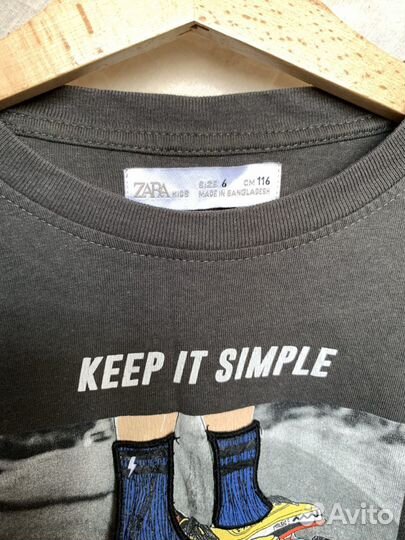 ZARA KIDS SIZE 6 CM 116
MADE IN BANGLADESH
KEEP IT SIMPLE
Avito